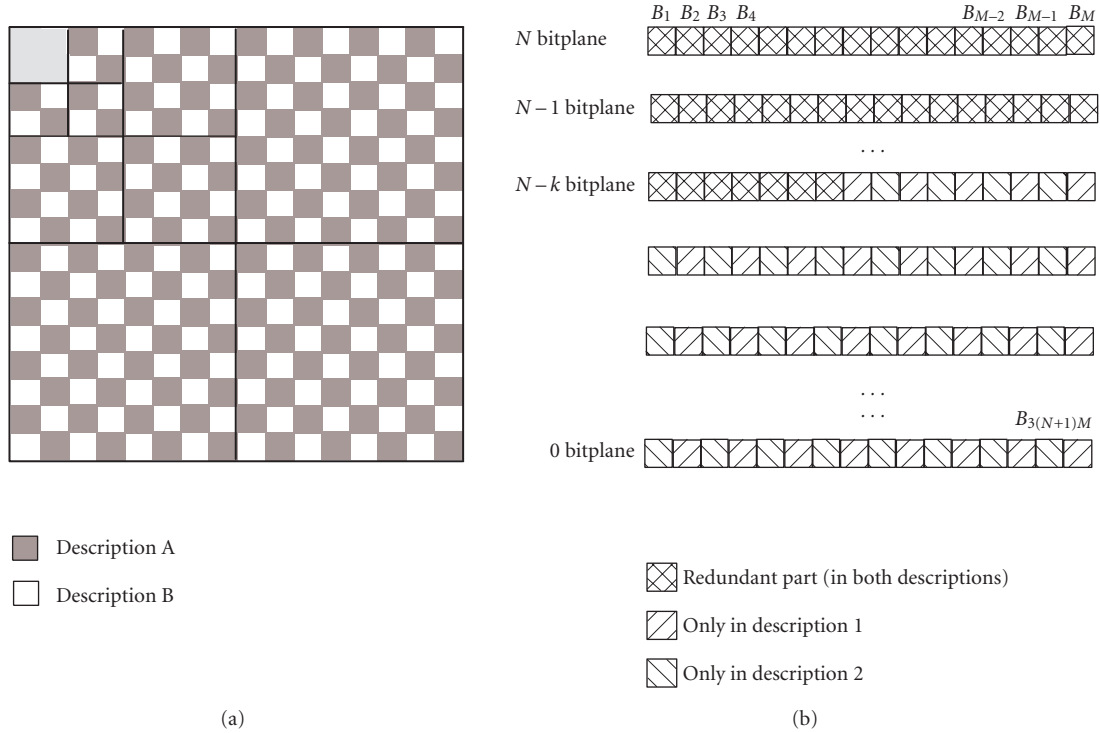 B1 B2 B3 B4 BM−2 BM−1 BM
N bitplane
N − 1 bitplane
· · ·
N − k bitplane
· · ·
· · ·
B3(N+1)M
0 bitplane
Description A
Description B
Redundant part (in both descriptions)
Only in description 1
Only in description 2
(a)
(b)